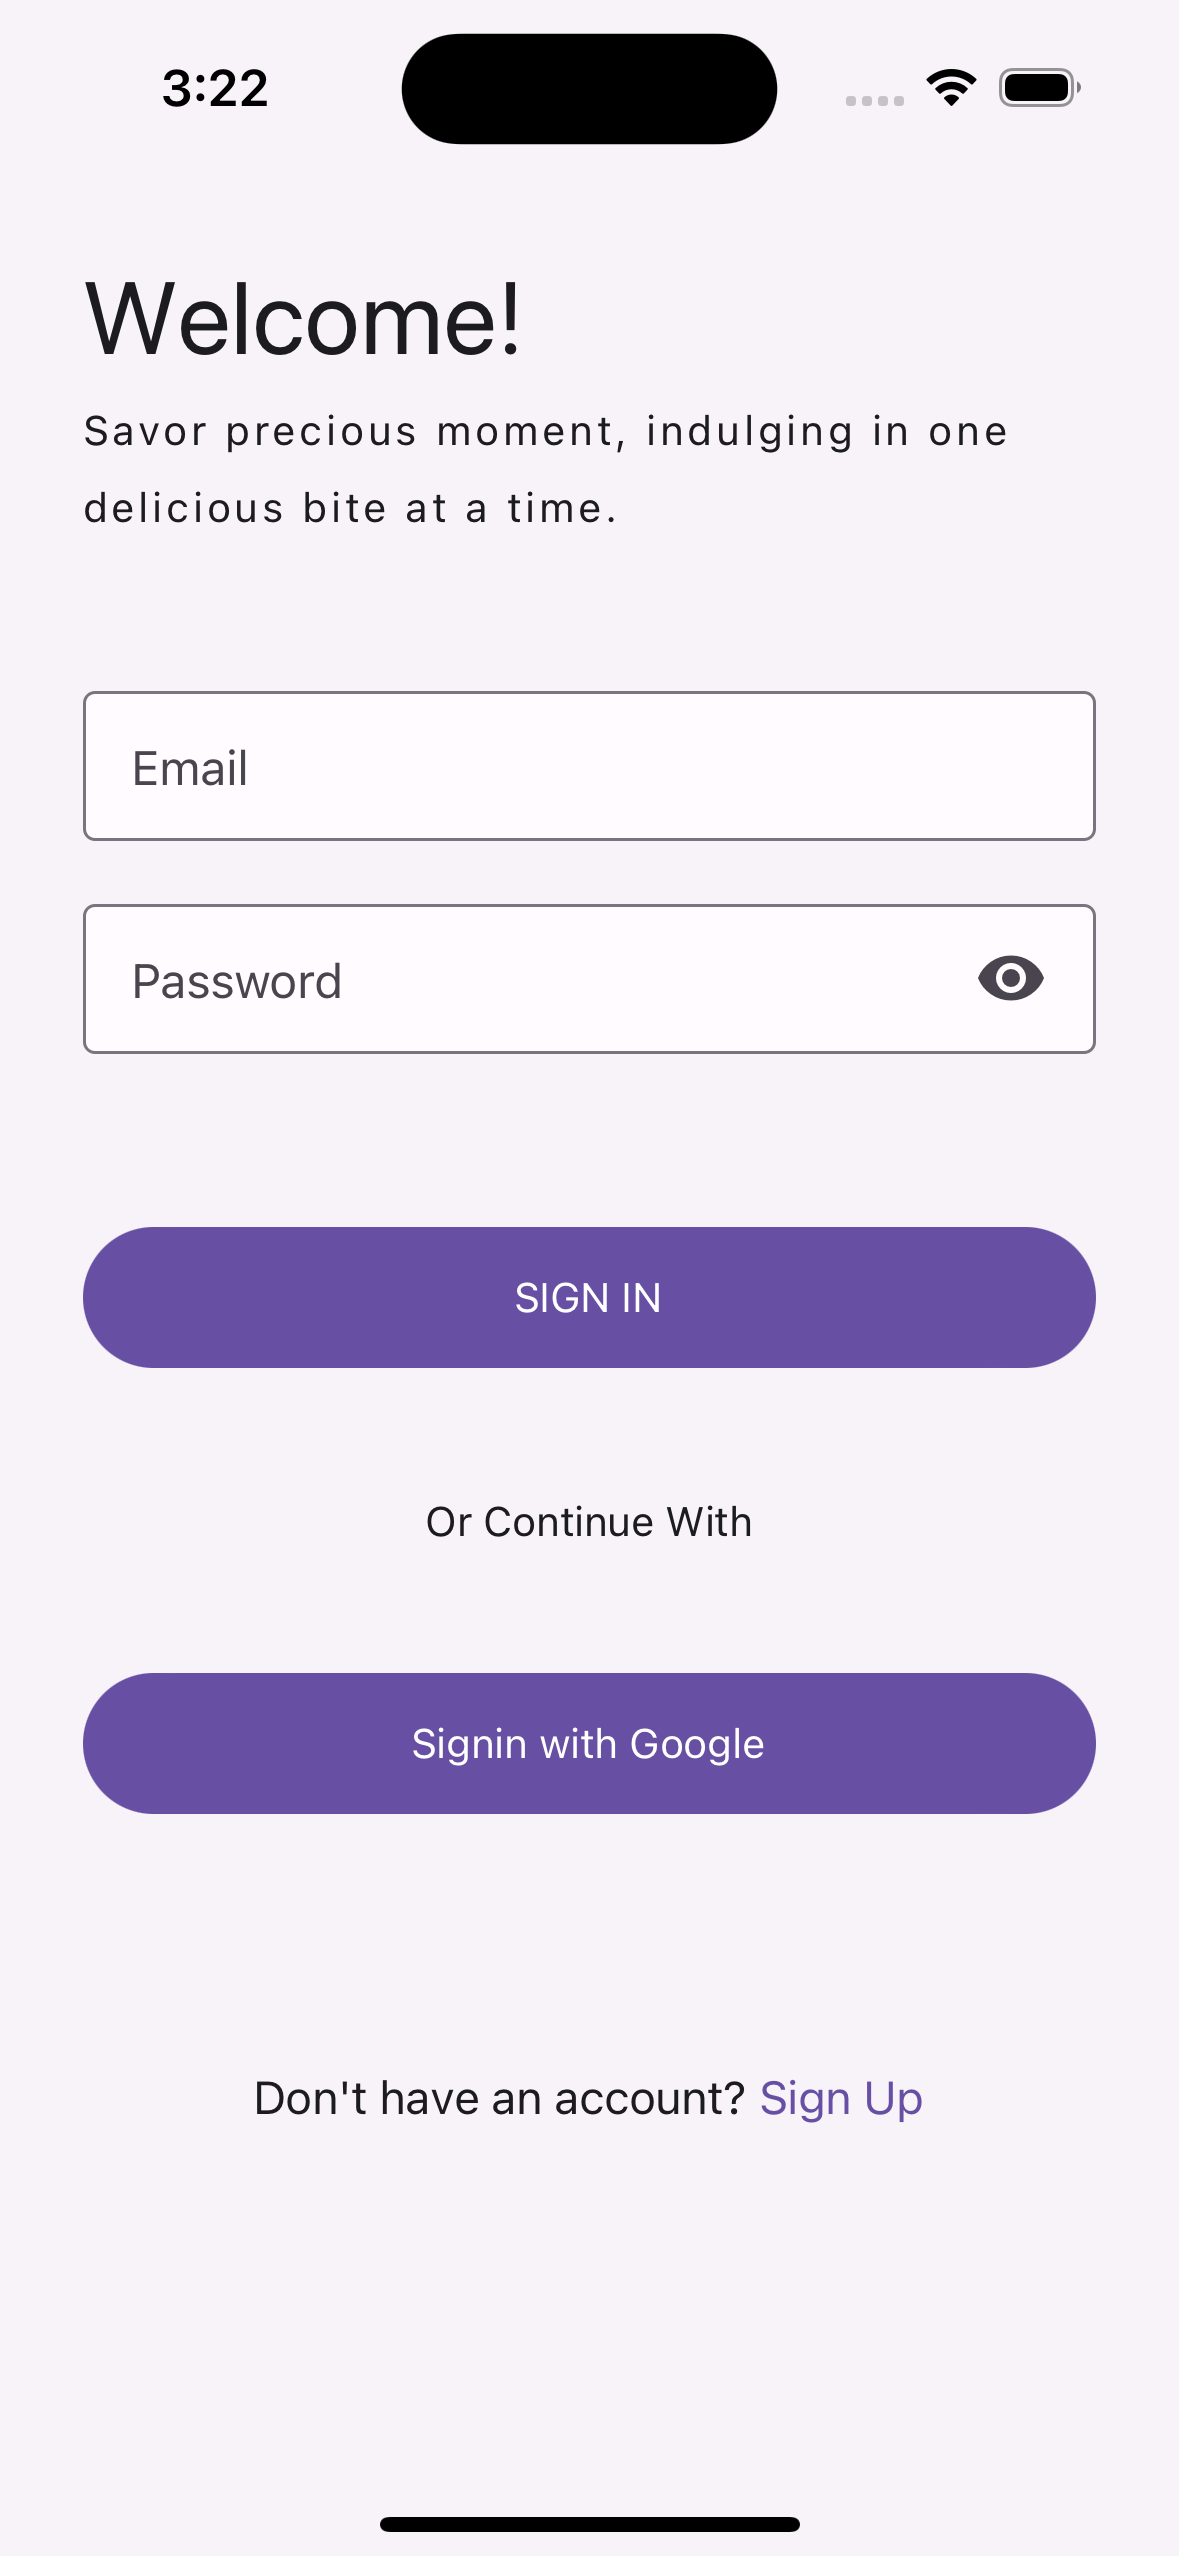 3:22
Welcome!
Savor precious moment, indulging in one
delicious bite at a time.
Email
Password
SIGN IN
Or Continue With
Signin with Google
Don't have an account? Sign Up